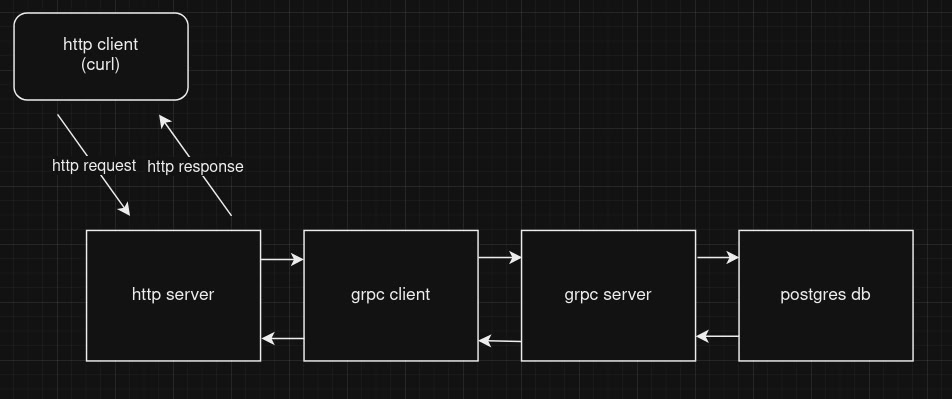 http client
(curl)
http request
http response
http server
grpc client
grpc server
postgres db